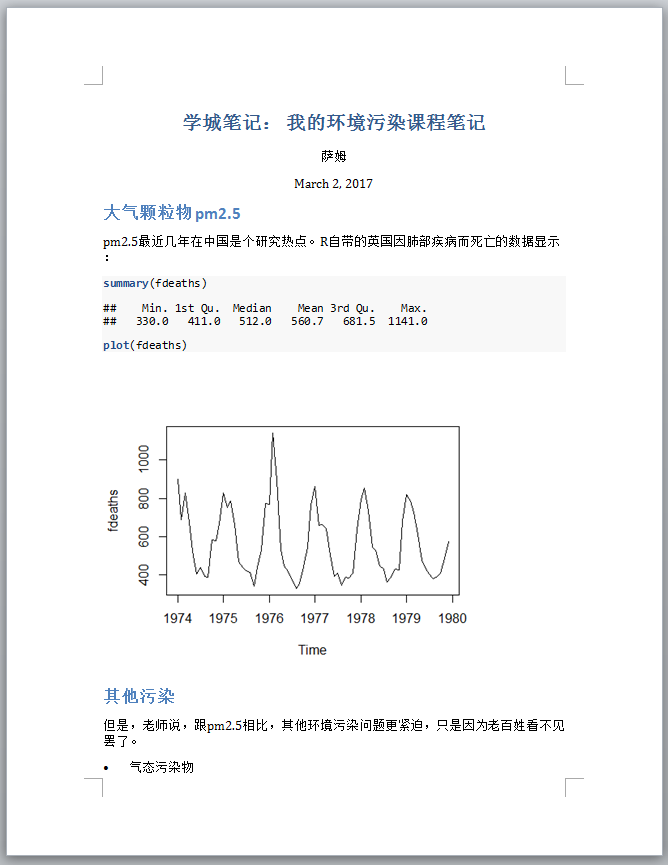 学城笔记： 我的环境污染课程笔记
萨姆
March 2, 2017
大气颗粒物 pm2.5
pm2.5最近几年在中国是个研究热点。R自带的英国因肺部疾病而死亡的数据显示
：
summary(fdeaths)
##    Min. 1st Qu.  Median    Mean 3rd Qu.    Max.
##   330.0   411.0   512.0   560.7   681.5  1141.0
plot(fdeaths)
1000
800
600
400
fdeaths
1974 1975 1976 1977 1978 1979 1980
Time
其他污染
但是，老师说，跟pm2.5相比，其他环境污染问题更紧迫，只是因为老百姓看不见
罢了。
• 气态污染物